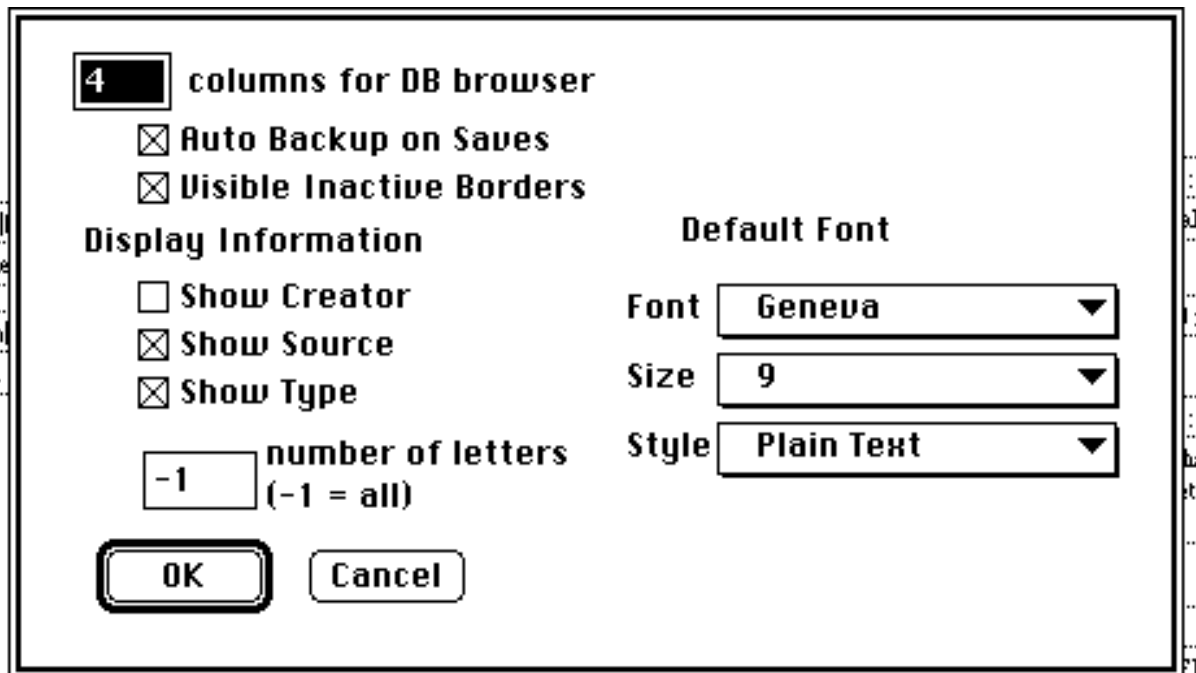 4 columns for DB browser
Auto Backup on Saves
Visible Inactive Borders
Display Information
Show Creator
Show Source
Show Type
-1 number of letters
(-1 = all)
Default Font
Font Geneva
Size 9
Style Plain Text
OK Cancel